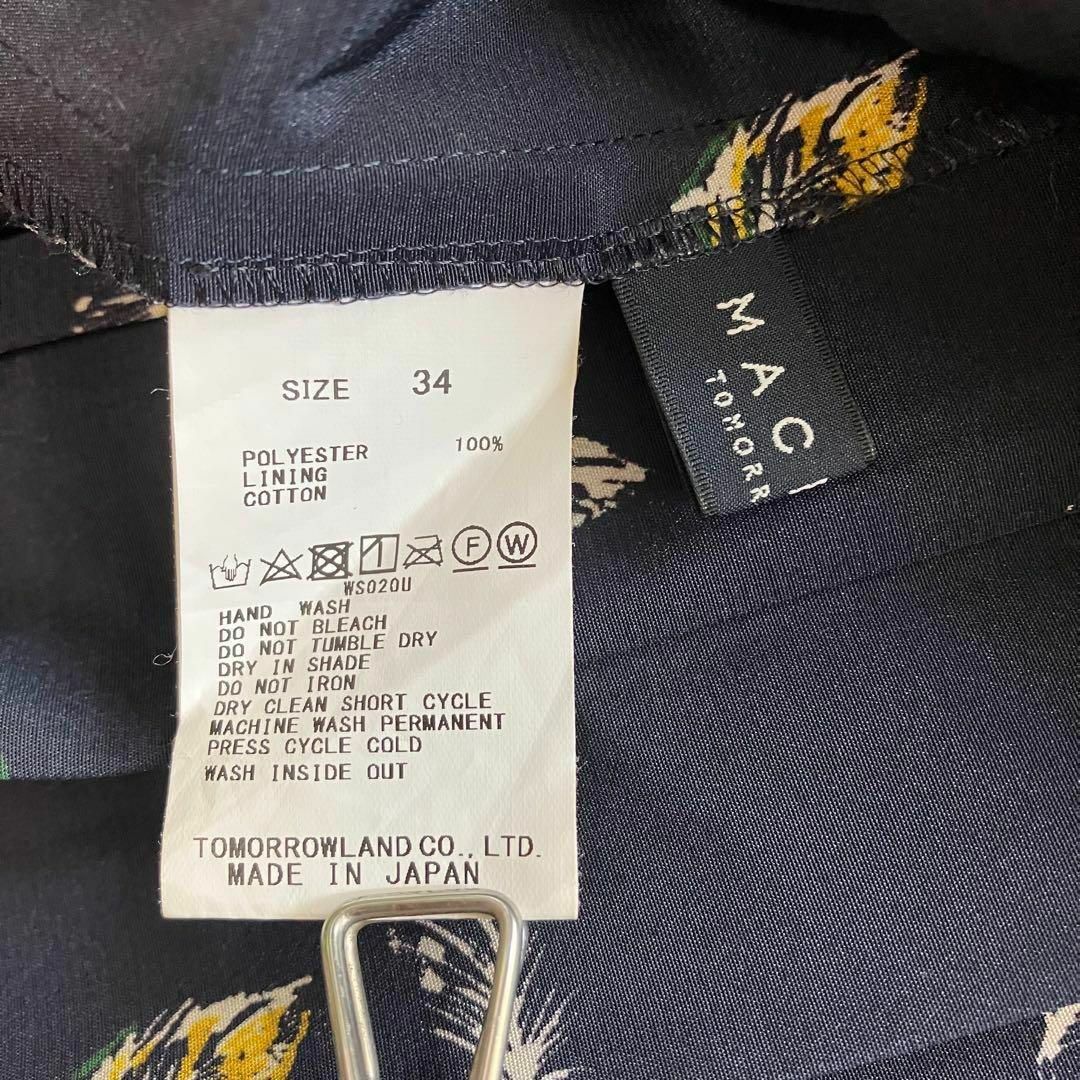 SIZE 34
POLYESTER 100%
LINING
COTTON
F W
WS020U
HAND WASH
DO NOT BLEACH
DO NOT TUMBLE DRY
DRY IN SHADE
DO NOT IRON
DRY CLEAN SHORT CYCLE
MACHINE WASH PERMANENT
PRESS CYCLE COLD
WASH INSIDE OUT
TOMORROWLAND CO., LTD.
MADE IN JAPAN
MAC
TOMORR